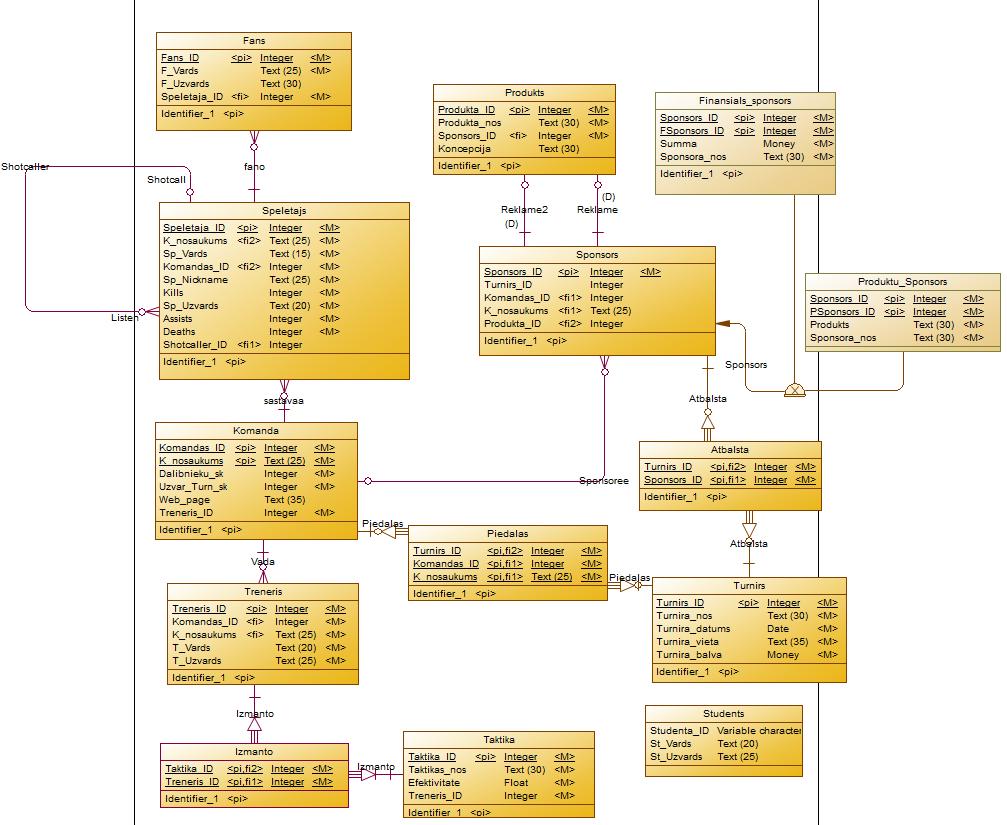 Fans
Fans_ID <pi> Integer <M>
F_Vards Text (25) <M>
F_Uzvards Text (30)
Speletaja_ID <fi> Integer <M>
Identifier_1 <pi>
fano
Shotcaller
Shotcall
Listen
Speletajs
Speletaja_ID <pi> Integer <M>
K_nosaukums <fi2> Text (25) <M>
Sp_Vards Text (15) <M>
Komandas_ID <fi2> Integer <M>
Sp_Nickname Text (25) <M>
Kills Integer <M>
Sp_Uzvards Text (20) <M>
Assists Integer <M>
Deaths Integer <M>
Shotcaller_ID <fi1> Integer
Identifier_1 <pi>
sastavaa
Produkts
Produkta_ID <pi> Integer <M>
Produkta_nos Text (30) <M>
Sponsors_ID <fi> Integer <M>
Koncepcija Text (30)
Identifier_1 <pi>
Reklame2
(D)
(D)
Reklame
Finansials_sponsors
Sponsors_ID <pi> Integer <M>
FSponsors_ID <pi> Integer <M>
Summa Money <M>
Sponsora_nos Text (30) <M>
Identifier_1 <pi>
Sponsors
Sponsors_ID <pi> Integer <M>
Turnirs_ID Integer
Komandas_ID <fi1> Integer
K_nosaukums <fi1> Text (25)
Produkta_ID <fi2> Integer
Identifier_1 <pi>
Produktu_Sponsors
Sponsors_ID <pi> Integer <M>
PSponsors_ID <pi> Integer <M>
Produkts Text (30) <M>
Sponsora_nos Text (30) <M>
Sponsors
Atbalsta
Sponsoree
Komanda
Komandas_ID <pi> Integer <M>
K_nosaukums <pi> Text (25) <M>
Dalibnieku_sk Integer <M>
Uzvar_Turn_sk Integer <M>
Web_page Text (35)
Treneris_ID Integer <M>
Identifier_1 <pi>
Atbalsta
Turnirs_ID <pi,fi2> Integer <M>
Sponsors_ID <pi,fi1> Integer <M>
Identifier_1 <pi>
Atbalsta
Piedalas
Piedalas
Turnirs_ID <pi,fi2> Integer <M>
Komandas_ID <pi,fi1> Integer <M>
K_nosaukums <pi,fi1> Text (25) <M>
Identifier_1 <pi>
Piedalas
Vada
Treneris
Treneris_ID <pi> Integer <M>
Komandas_ID <fi> Integer <M>
K_nosaukums <fi> Text (25) <M>
T_Vards Text (20) <M>
T_Uzvards Text (25) <M>
Identifier_1 <pi>
Turnirs
Turnirs_ID <pi> Integer <M>
Turnira_nos Text (30) <M>
Turnira_datums Date <M>
Turnira_vieta Text (35) <M>
Turnira_balva Money <M>
Identifier_1 <pi>
Izmanto
Izmanto
Taktika_ID <pi,fi2> Integer <M>
Treneris_ID <pi,fi1> Integer <M>
Identifier_1 <pi>
Izmanto
Taktika
Taktika_ID <pi> Integer <M>
Taktikas_nos Text (30) <M>
Efektivitate Float <M>
Treneris_ID Integer <M>
Identifier_1 <pi>
Students
Studenta_ID Variable character
St_Vards Text (20)
St_Uzvards Text (25)